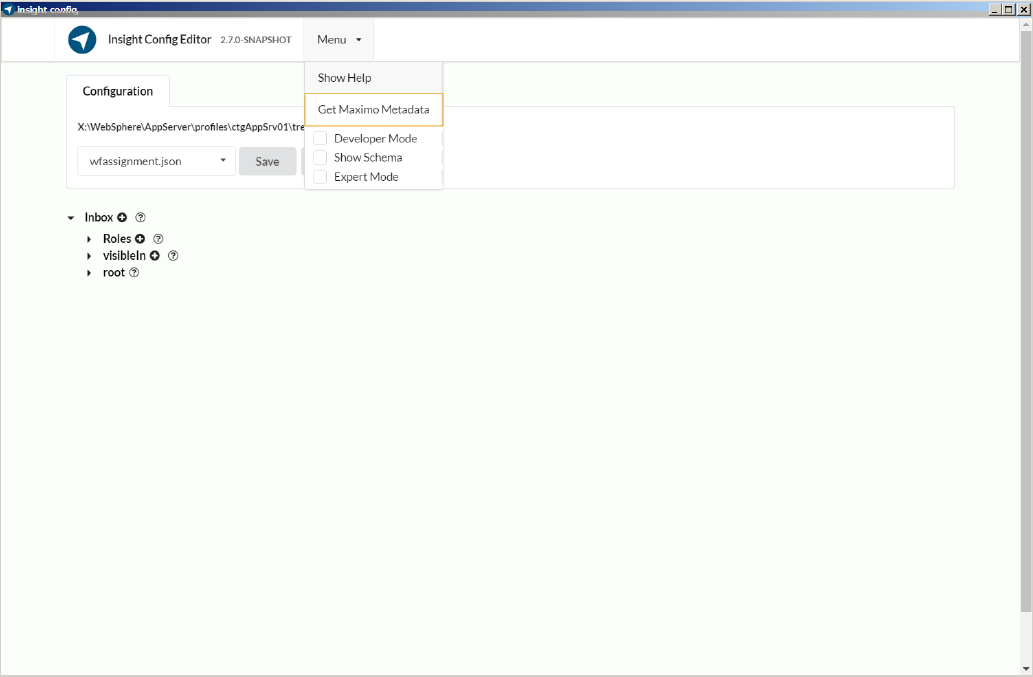 insight config,
Insight Config Editor 2.7.0-SNAPSHOT Menu
Show Help
Get Maximo Metadata
Developer Mode
Show Schema
Expert Mode
Configuration
X:\WebSphere\AppServer\profiles\ctgAppSrv01\tre
wfassignment.json Save
Inbox
Roles
visibleIn
root